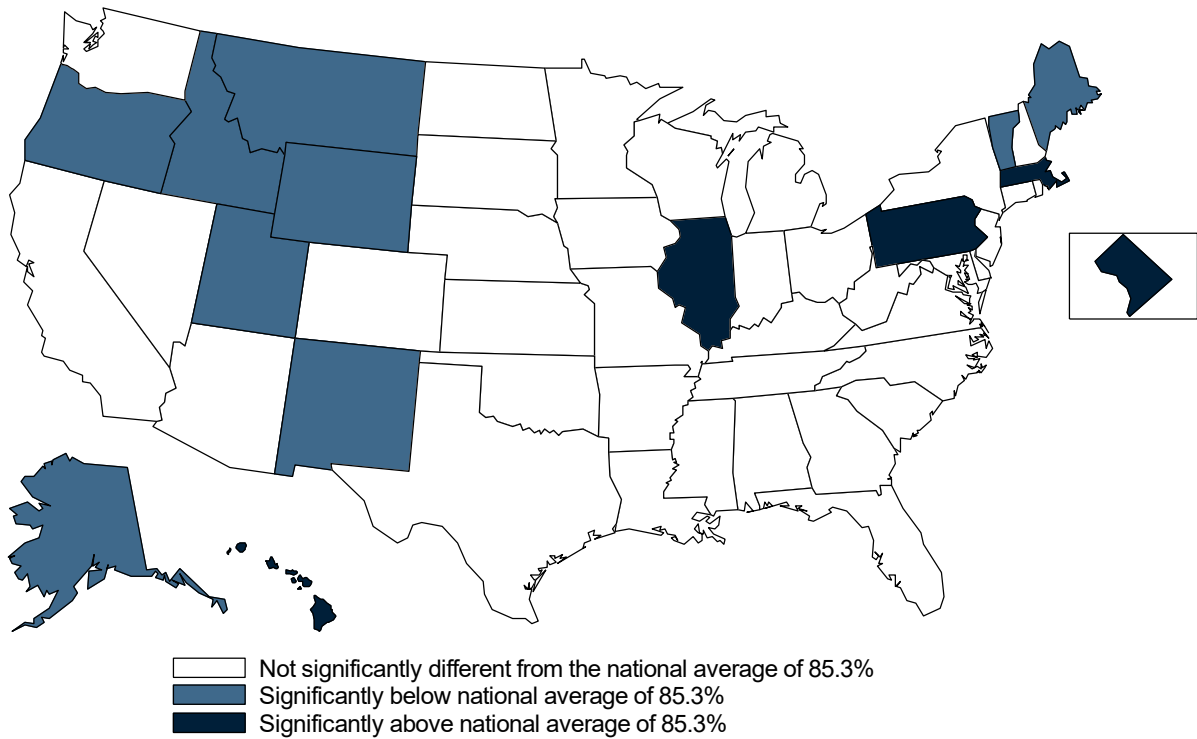 Not significantly different from the national average of 85.3%
Significantly below national average of 85.3%
Significantly above national average of 85.3%